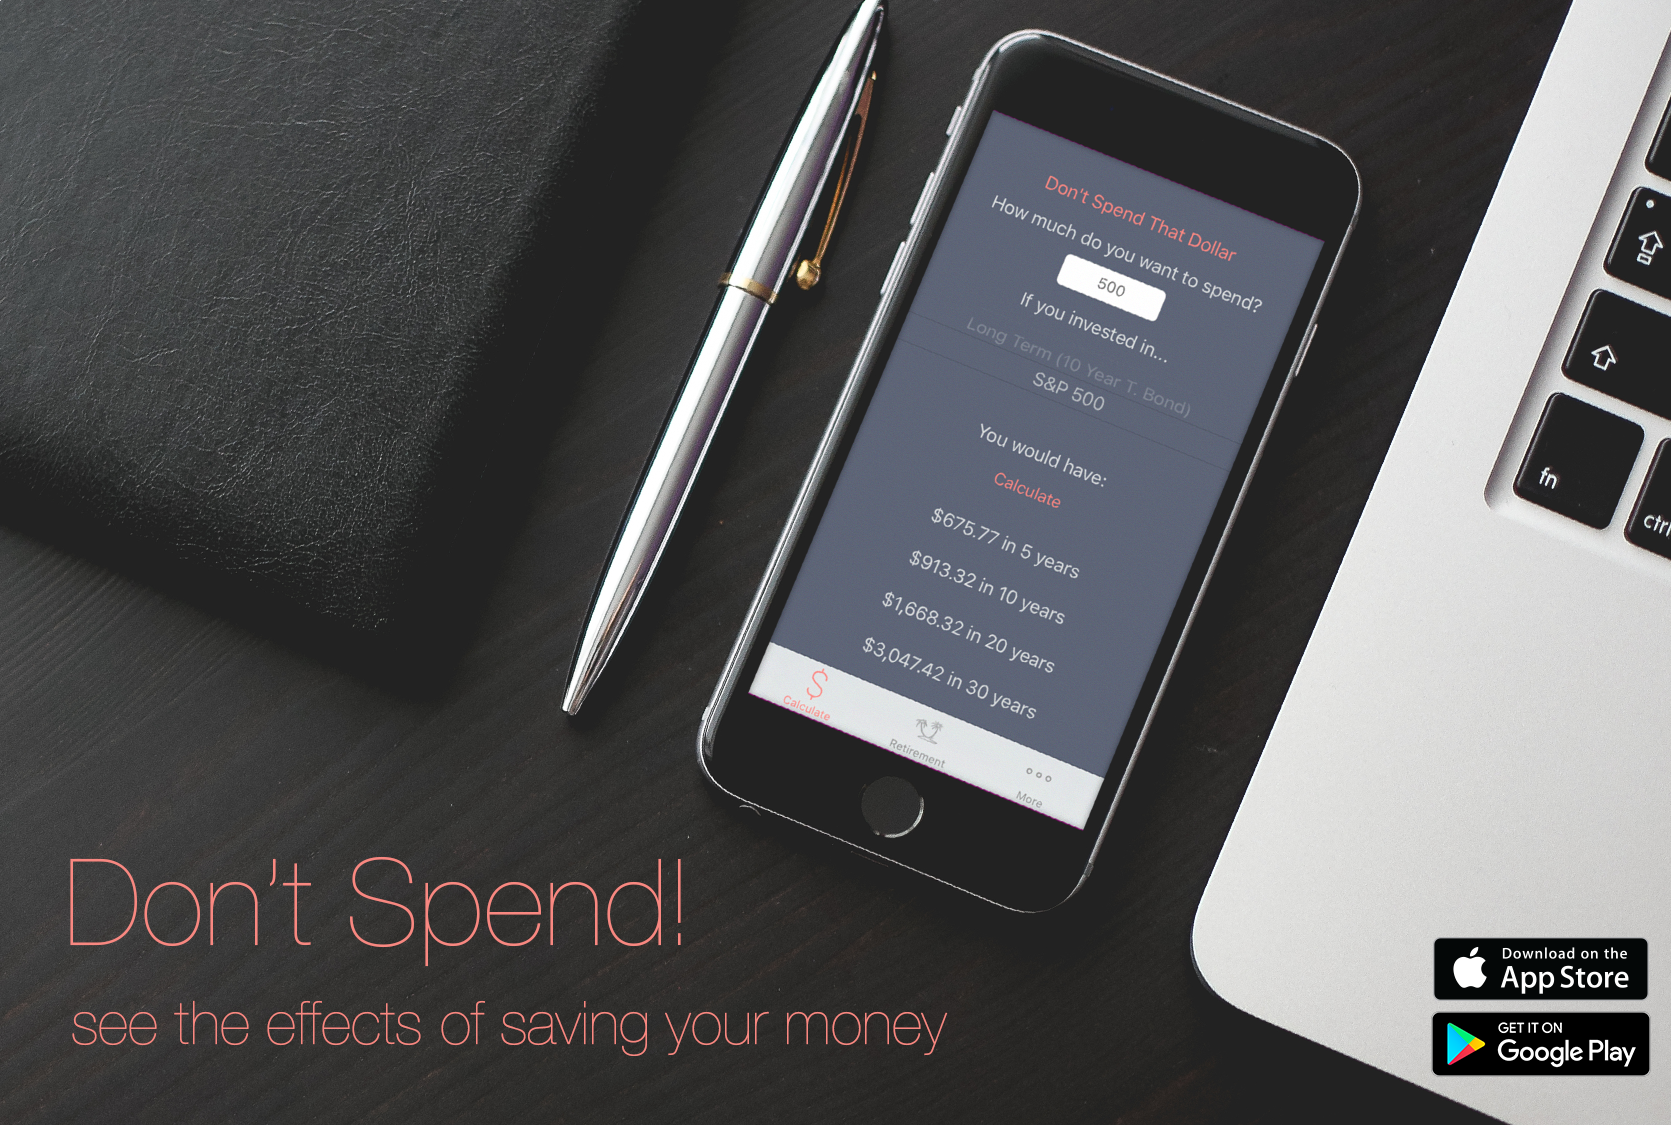 Don't Spend That Dollar
How much do you want to spend?
500
If you invested in...
Long Term (10 Year T. Bond)
S&P 500
You would have:
Calculate
$675.77 in 5 years
$913.32 in 10 years
$1,668.32 in 20 years
$3,047.42 in 30 years
$
Calculate
Retirement
More
fn
ctrl
Don't Spend!
see the effects of saving your money
Download on the
App Store
GET IT ON
Google Play